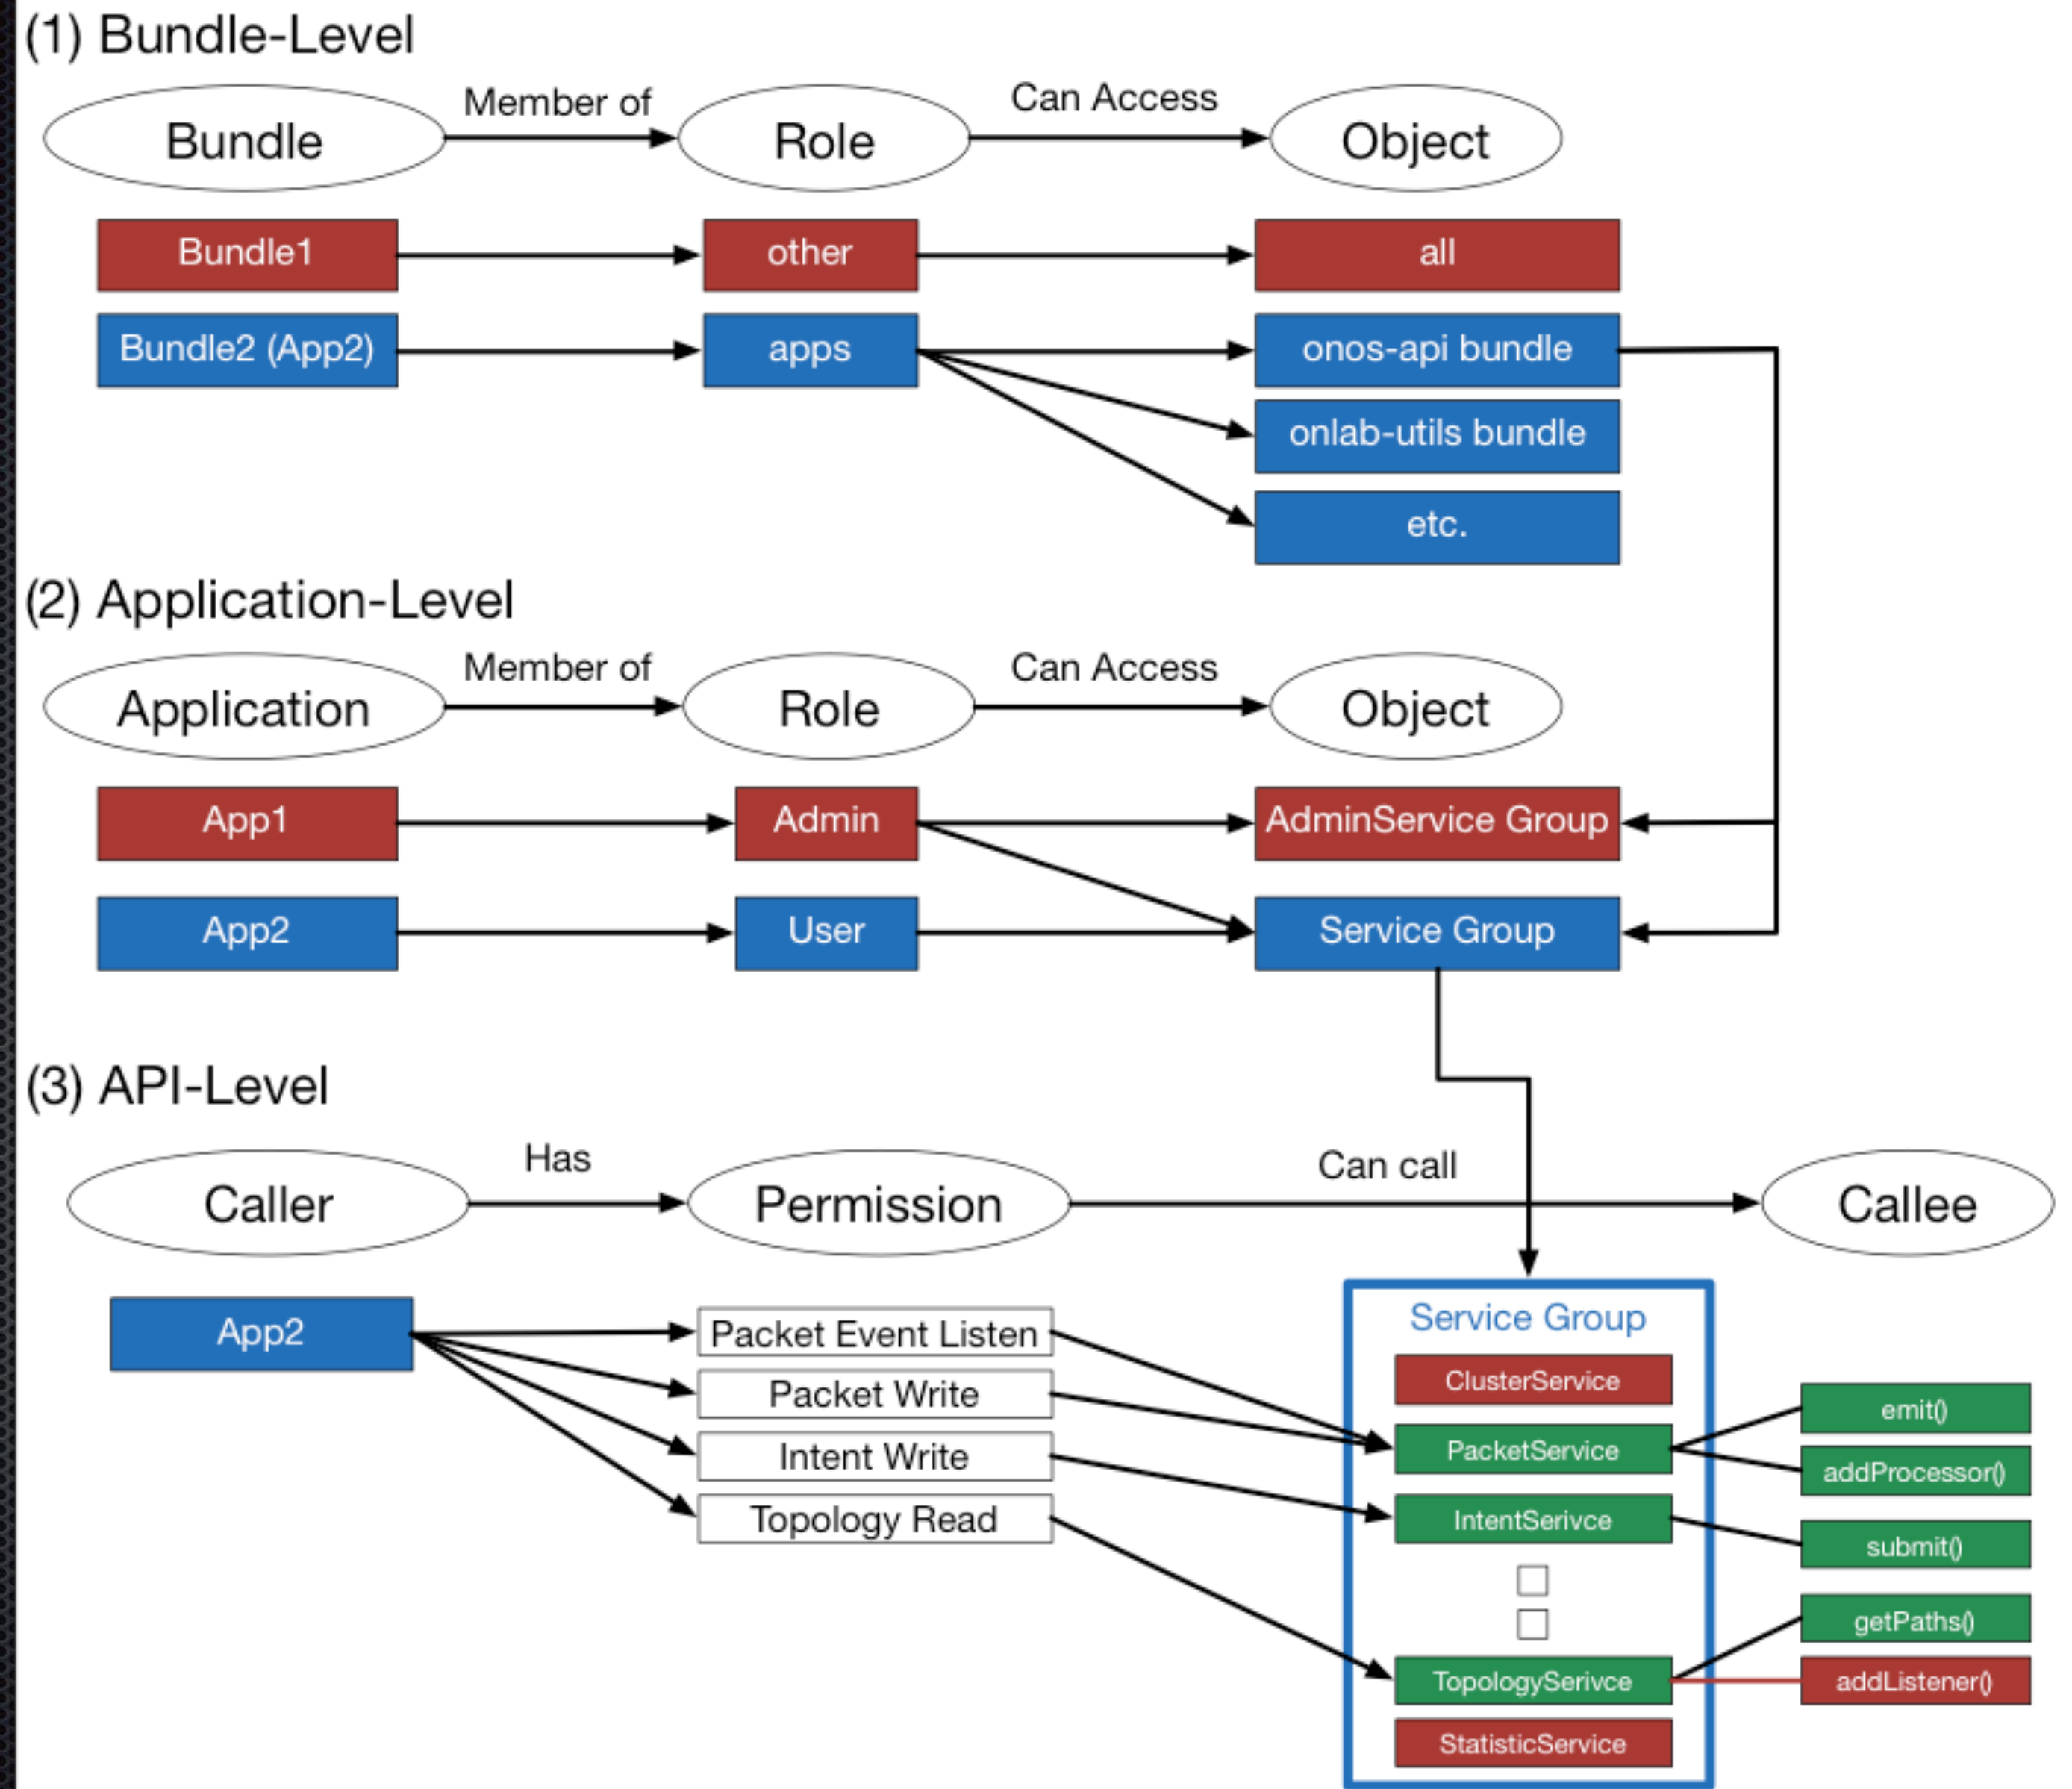 (1) Bundle-Level
Member of
Can Access
Bundle
Role
Object
Bundle1
other
all
Bundle2 (App2)
apps
onos-api bundle
onlab-utils bundle
etc.
(2) Application-Level
Member of
Can Access
Application
Role
Object
App1
Admin
AdminService Group
App2
User
Service Group
(3) API-Level
Has
Can call
Caller
Permission
Callee
App2
Packet Event Listen
Packet Write
Intent Write
Topology Read
Service Group
ClusterService
PacketService
IntentSerivce
TopologySerivce
StatisticService
emit()
addProcessor()
submit()
getPaths()
addListener()